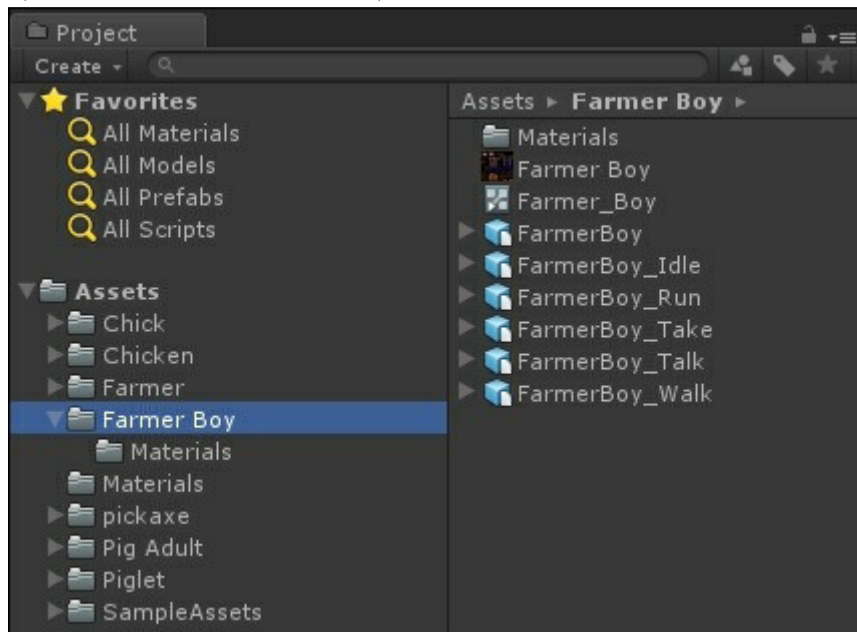 Project
Create
Favorites
All Materials
All Models
All Prefabs
All Scripts
Assets
Chick
Chicken
Farmer
Farmer Boy
Materials
Materials
pickaxe
Pig Adult
Piglet
SampleAssets
Assets ▸ Farmer Boy ▸
Materials
Farmer Boy
Farmer_Boy
FarmerBoy
FarmerBoy_Idle
FarmerBoy_Run
FarmerBoy_Take
FarmerBoy_Talk
FarmerBoy_Walk